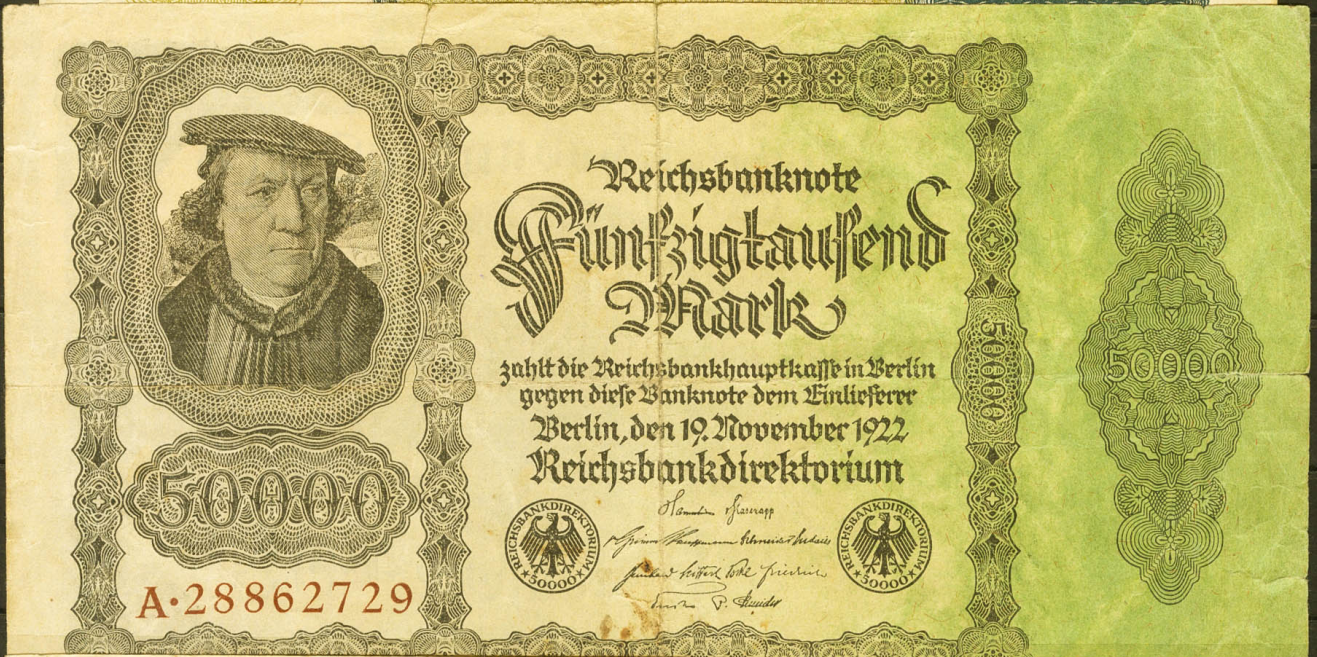 Reichsbanknote
Fünfzigtauſend
Mark
zahlt die Reichsbankhauptkaſſe in Berlin
gegen dieſe Banknote dem Einlieferer
Berlin, den 19. November 1922
Reichsbankdirektorium
50000
50000
50000
REICHSBANKDIREKTORIUM
50000
REICHSBANKDIREKTORIUM
50000
A·28862729